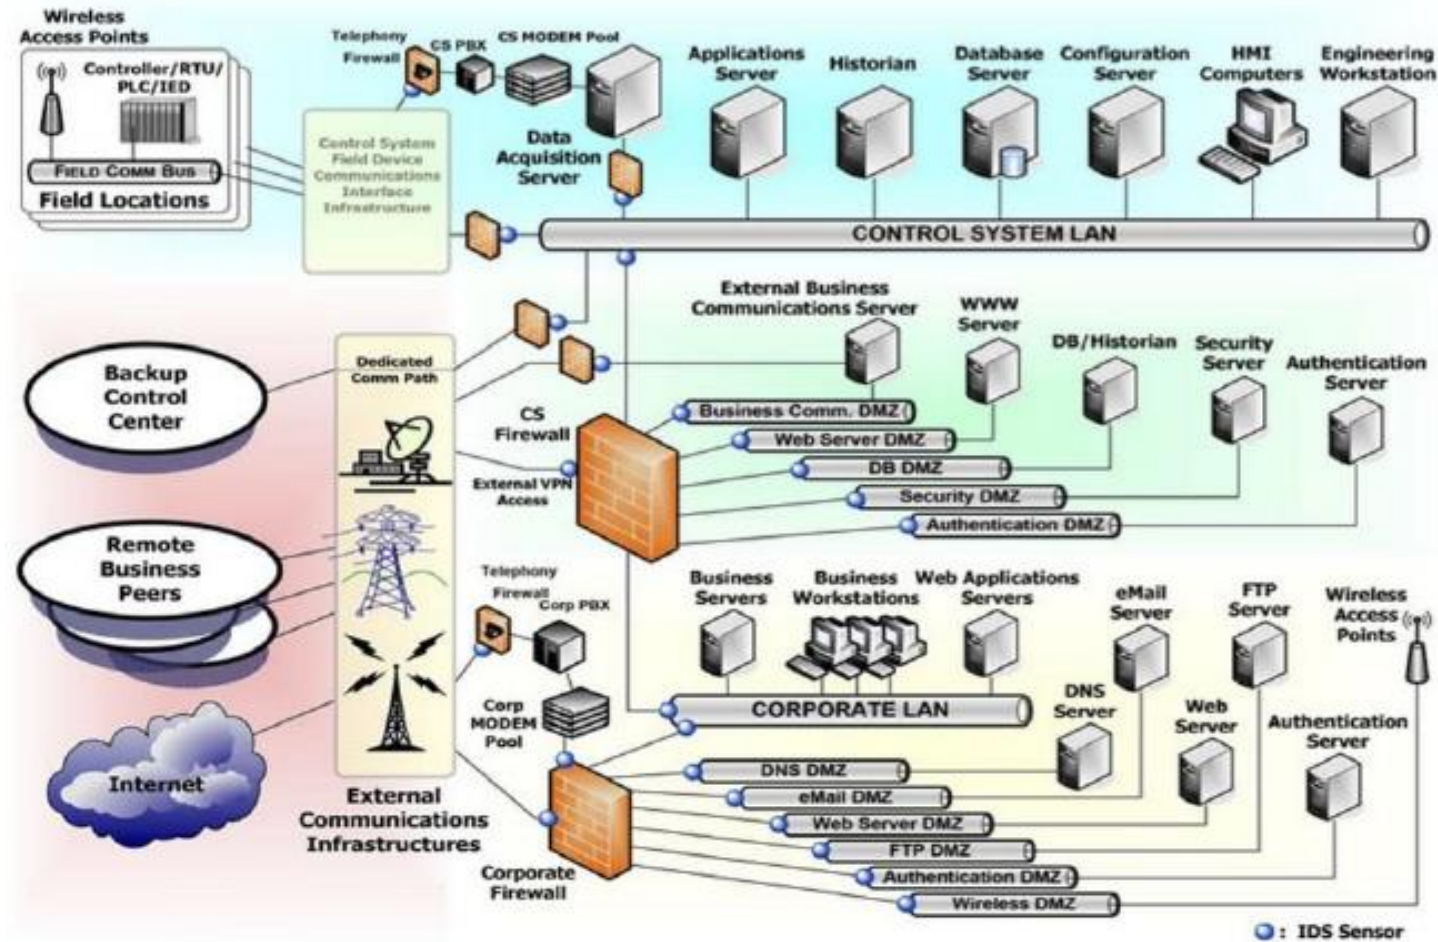 Wireless
Access Points
Controller/RTU/
PLC/IED
FIELD COMM BUS
Field Locations
Telephony
Firewall
CS PBX
CS MODEM Pool
Control System
Field Device
Communications
Interface
Infrastructure
Data
Acquisition
Server
Applications
Server
Historian
Database
Server
Configuration
Server
HMI
Computers
Engineering
Workstation
CONTROL SYSTEM LAN
Backup
Control
Center
Dedicated
Comm Path
External Business
Communications Server
WWW
Server
DB/Historian
Security
Server
Authentication
Server
CS
Firewall
External VPN
Access
Business Comm. DMZ
Web Server DMZ
DB DMZ
Security DMZ
Authentication DMZ
Remote
Business
Peers
Telephony
Firewall
Corp PBX
Corp
MODEM
Pool
Business
Servers
Business
Workstations
Web Applications
Servers
eMail
Server
FTP
Server
Wireless
Access
Points
CORPORATE LAN
DNS
Server
Web
Server
Authentication
Server
Internet
External
Communications
Infrastructures
Corporate
Firewall
DNS DMZ
eMail DMZ
Web Server DMZ
FTP DMZ
Authentication DMZ
Wireless DMZ
: IDS Sensor